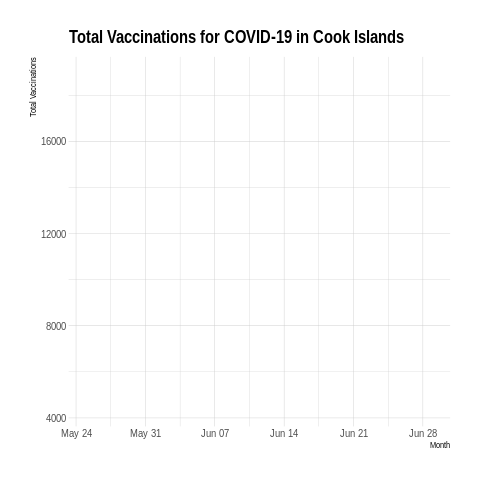 Total Vaccinations for COVID-19 in Cook Islands
Total Vaccinations
16000
12000
8000
4000
May 24
May 31
Jun 07
Jun 14
Jun 21
Jun 28
Month